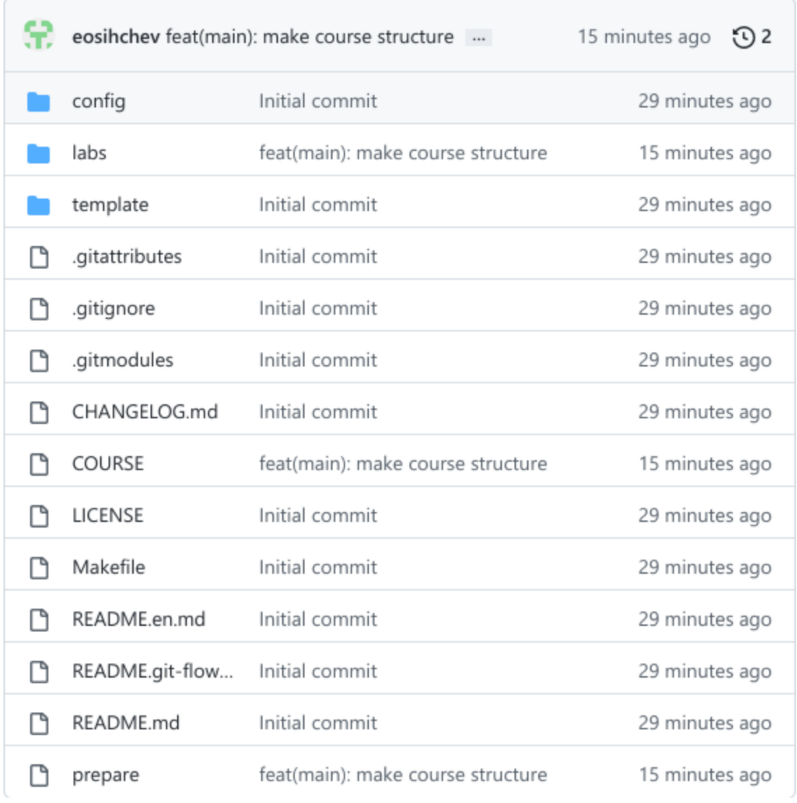 eosihchev feat(main): make course structure ... 15 minutes ago 2
config Initial commit 29 minutes ago
labs feat(main): make course structure 15 minutes ago
template Initial commit 29 minutes ago
.gitattributes Initial commit 29 minutes ago
.gitignore Initial commit 29 minutes ago
.gitmodules Initial commit 29 minutes ago
CHANGELOG.md Initial commit 29 minutes ago
COURSE feat(main): make course structure 15 minutes ago
LICENSE Initial commit 29 minutes ago
Makefile Initial commit 29 minutes ago
README.en.md Initial commit 29 minutes ago
README.git-flow... Initial commit 29 minutes ago
README.md Initial commit 29 minutes ago
prepare feat(main): make course structure 15 minutes ago